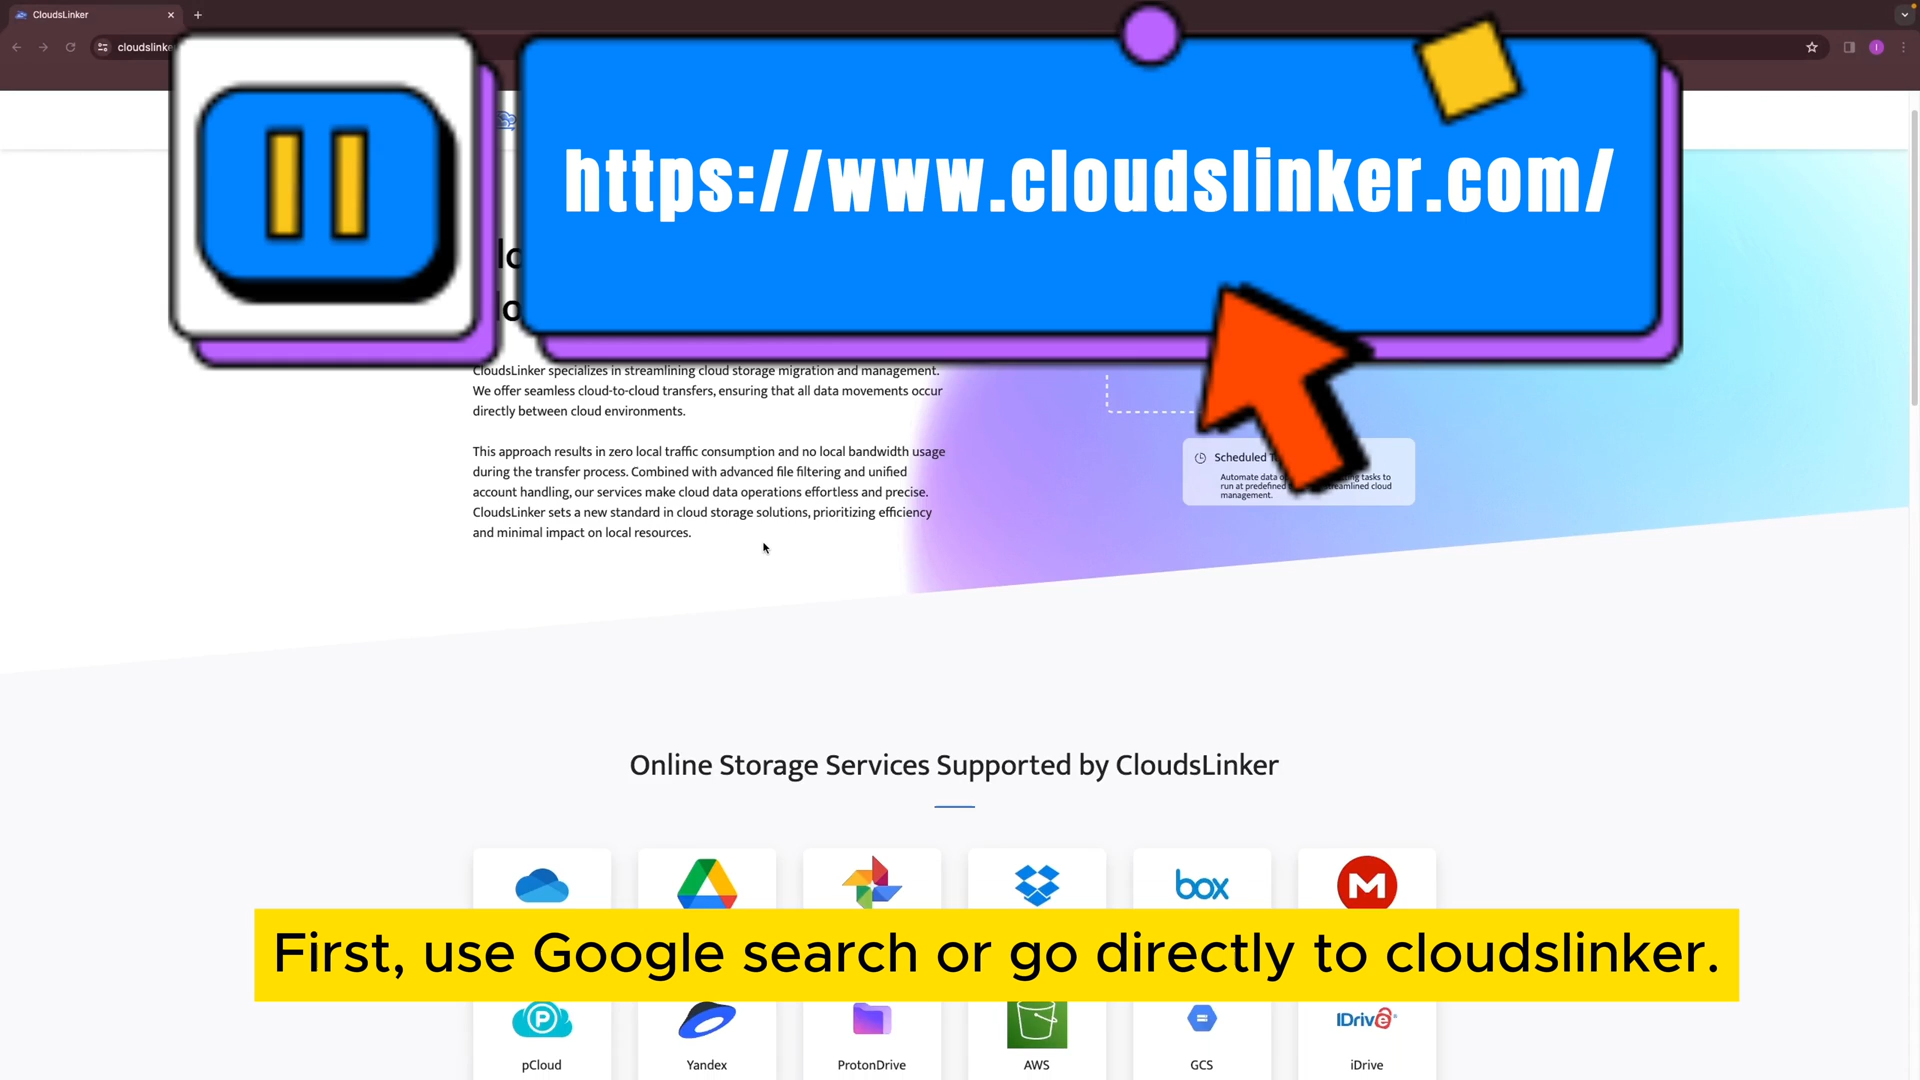 CloudsLinker
cloudslinke
https://www.cloudslinker.com/
CloudsLinker specializes in streamlining cloud storage migration and management.
We offer seamless cloud-to-cloud transfers, ensuring that all data movements occur
directly between cloud environments.
This approach results in zero local traffic consumption and no local bandwidth usage
during the transfer process. Combined with advanced file filtering and unified
account handling, our services make cloud data operations effortless and precise.
CloudsLinker sets a new standard in cloud storage solutions, prioritizing efficiency
and minimal impact on local resources.
Scheduled
Automate data tasks to
run at predefined cloud
management.
Online Storage Services Supported by CloudsLinker
box
M
First, use Google search or go directly to cloudslinker.
P
IDrive
pCloud
Yandex
ProtonDrive
AWS
GCS
iDrive